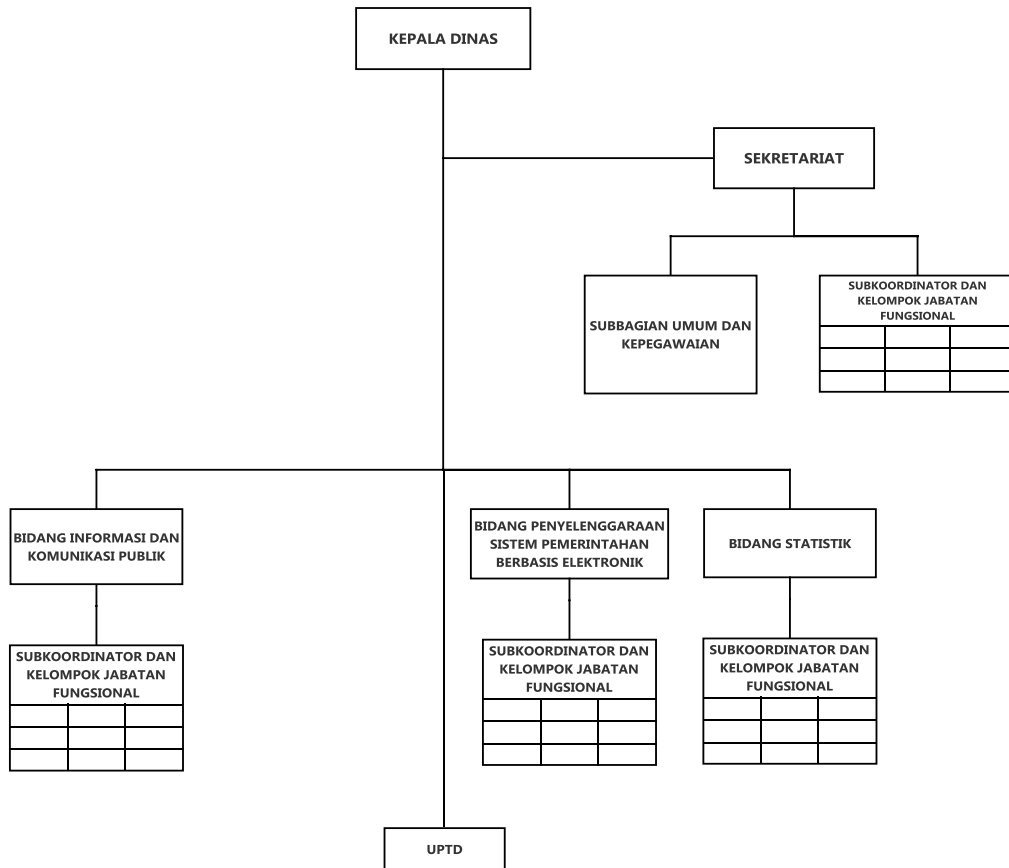 KEPALA DINAS
SEKRETARIAT
SUBBAGIAN UMUM DAN
KEPEGAWAIAN
SUBKOORDINATOR DAN
KELOMPOK JABATAN
FUNGSIONAL
BIDANG INFORMASI DAN
KOMUNIKASI PUBLIK
BIDANG PENYELENGGARAAN
SISTEM PEMERINTAHAN
BERBASIS ELEKTRONIK
BIDANG STATISTIK
SUBKOORDINATOR DAN
KELOMPOK JABATAN
FUNGSIONAL
SUBKOORDINATOR DAN
KELOMPOK JABATAN
FUNGSIONAL
SUBKOORDINATOR DAN
KELOMPOK JABATAN
FUNGSIONAL
UPTD